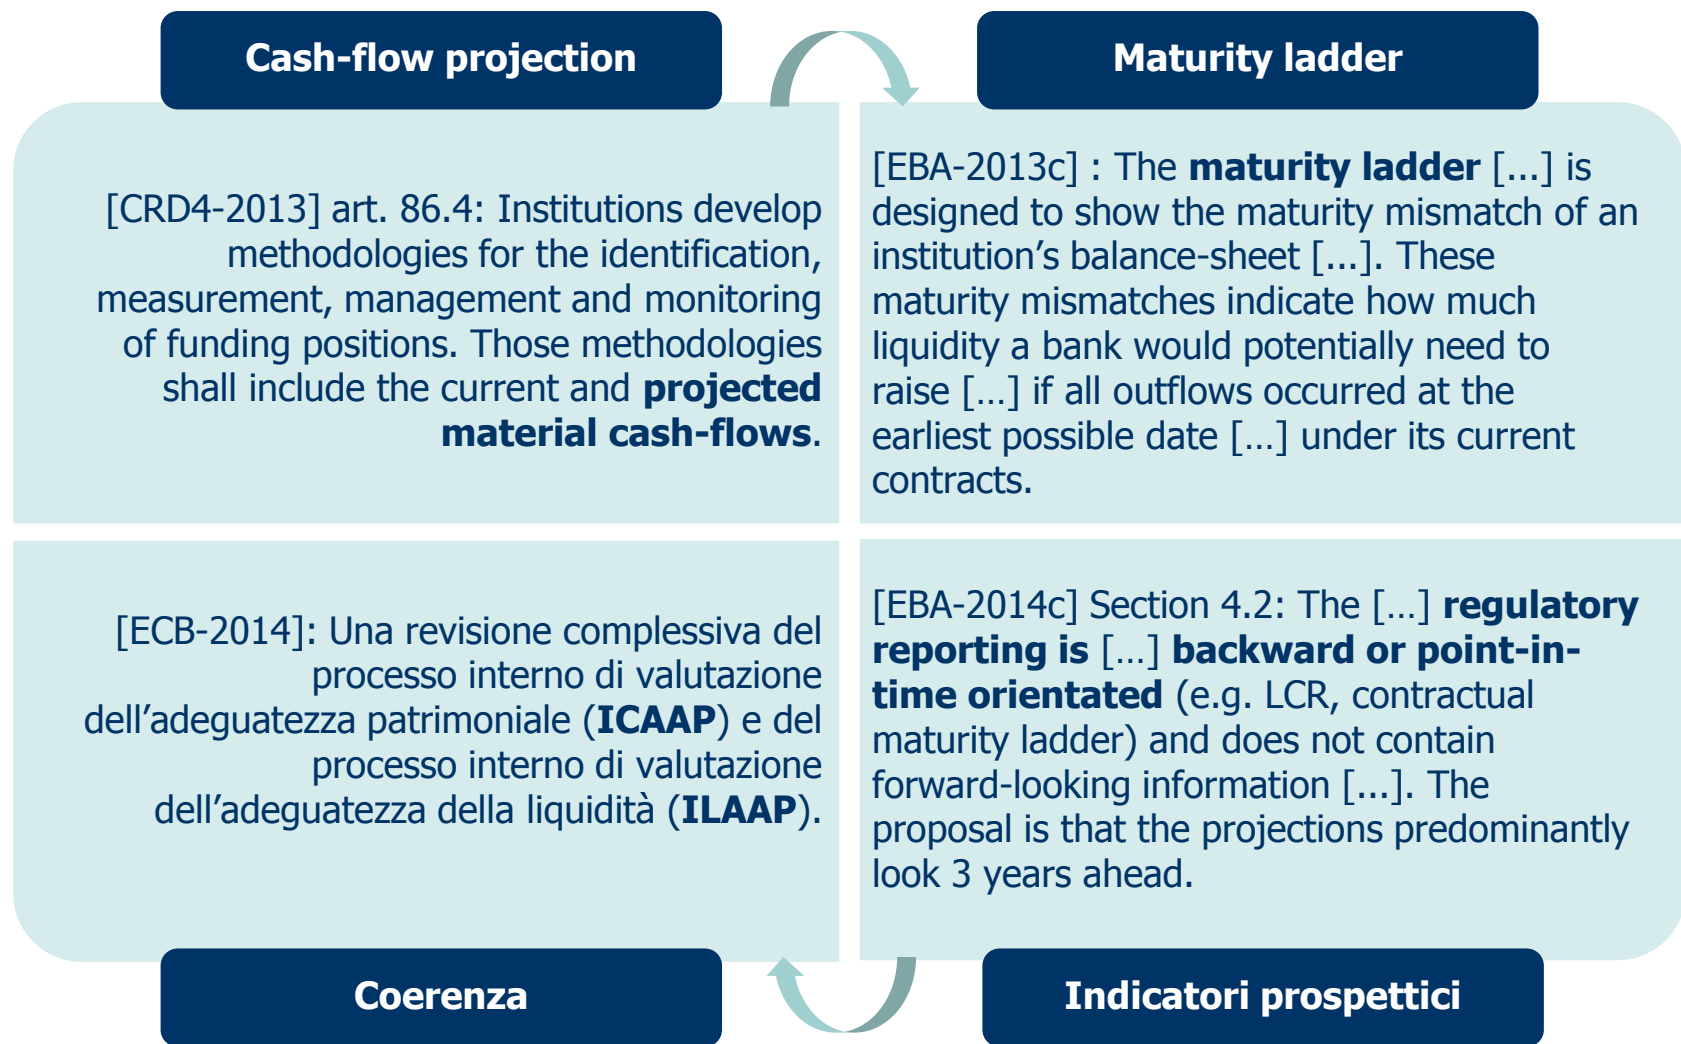 Cash-flow projection
[CRD4-2013] art. 86.4: Institutions develop
methodologies for the identification,
measurement, management and monitoring
of funding positions. Those methodologies
shall include the current and projected
material cash-flows.
Maturity ladder
[EBA-2013c] : The maturity ladder [...] is
designed to show the maturity mismatch of an
institution’s balance-sheet [...]. These
maturity mismatches indicate how much
liquidity a bank would potentially need to
raise [...] if all outflows occurred at the
earliest possible date [...] under its current
contracts.
[ECB-2014]: Una revisione complessiva del
processo interno di valutazione
dell’adeguatezza patrimoniale (ICAAP) e del
processo interno di valutazione
dell’adeguatezza della liquidità (ILAAP).
Coerenza
[EBA-2014c] Section 4.2: The [...] regulatory
reporting is [...] backward or point-in-
time orientated (e.g. LCR, contractual
maturity ladder) and does not contain
forward-looking information [...]. The
proposal is that the projections predominantly
look 3 years ahead.
Indicatori prospettici